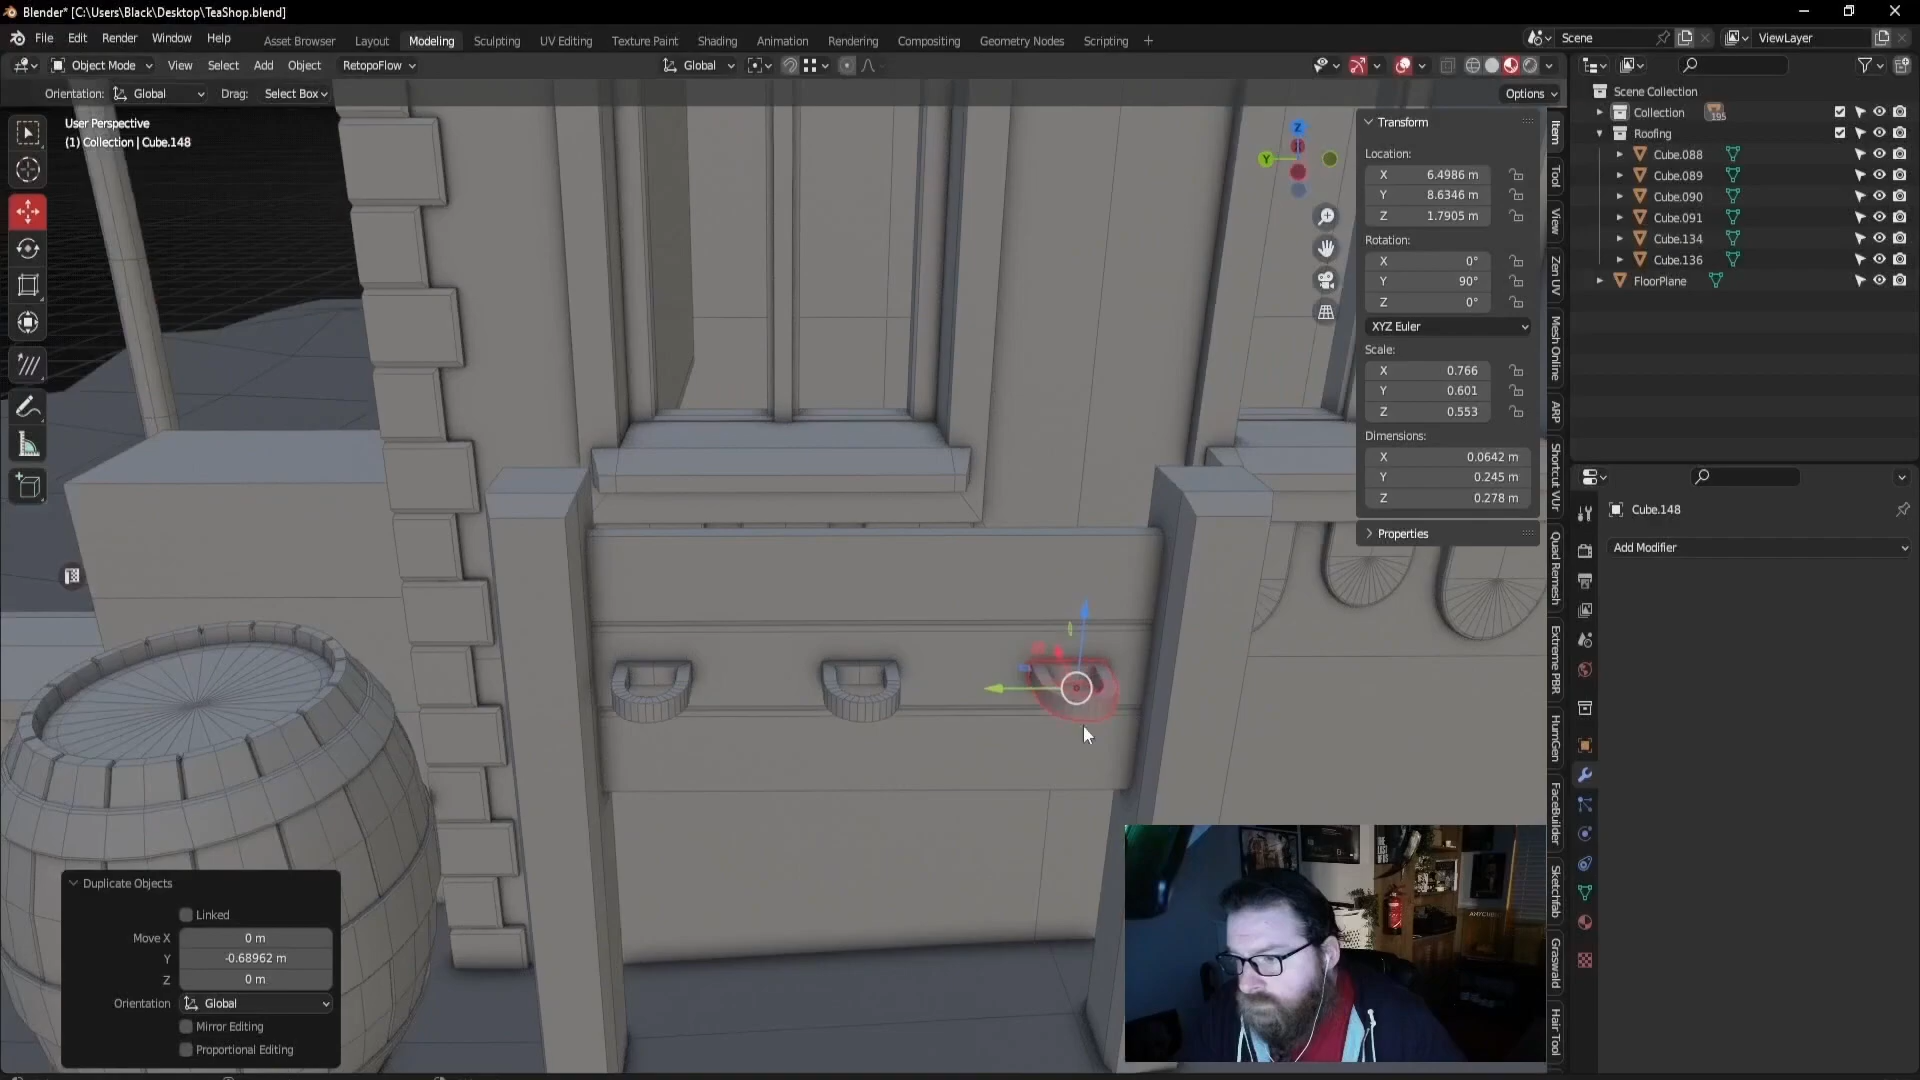 Blender* [C:\Users\Black\Desktop\TeaShop.blend]
File Edit Render Window Help
Asset Browser Layout Modeling Sculpting UV Editing Texture Paint Shading Animation Rendering Compositing Geometry Nodes Scripting +
Scene ViewLayer
Object Mode View Select Add Object RetopoFlow Global
Orientation: Global Drag: Select Box Options
User Perspective
(1) Collection | Cube.148
Z
Y
Transform
Location:
X 6.4986 m
Y 8.6346 m
Z 1.7905 m
Rotation:
X 0°
Y 90°
Z 0°
XYZ Euler
Scale:
X 0.766
Y 0.601
Z 0.553
Dimensions:
X 0.0642 m
Y 0.245 m
Z 0.278 m
Properties
Item
Tool
View
Zen UV
Mesh Online
ARP
Shortcut VUr
Quad Remesh
Extreme PBR
HumGen
FaceBuilder
Sketchfab
Graswald
Hair Tool
Scene Collection
Collection 195
Roofing
Cube.088
Cube.089
Cube.090
Cube.091
Cube.134
Cube.136
FloorPlane
Cube.148
Add Modifier
Duplicate Objects
Linked
Move X 0 m
Y -0.68962 m
Z 0 m
Orientation Global
Mirror Editing
Proportional Editing